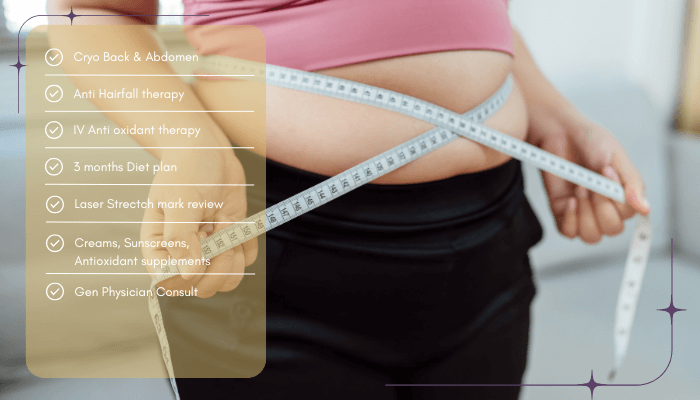 Cryo Back & Abdomen
Anti Hairfall therapy
IV Anti oxidant therapy
3 months Diet plan
Laser Strectch mark review
Creams, Sunscreens,
Antioxidant supplements
Gen Physician Consult